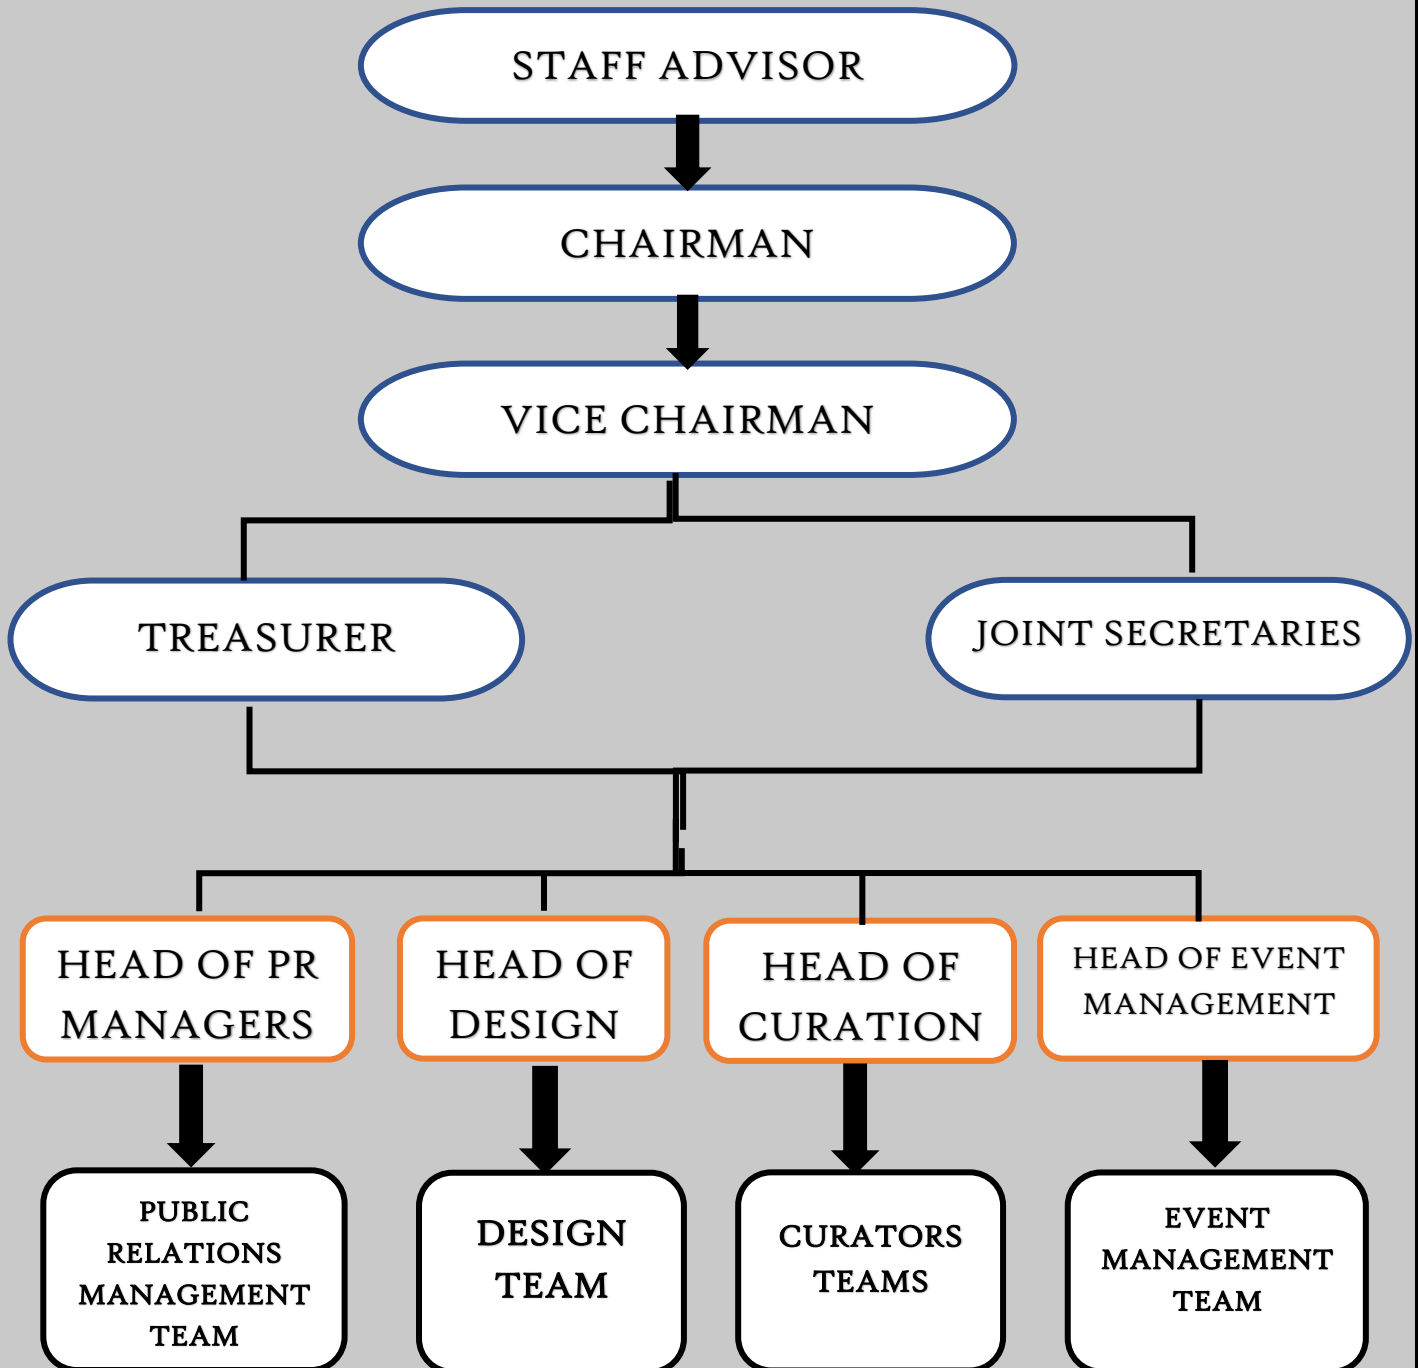 STAFF ADVISOR
CHAIRMAN
VICE CHAIRMAN
TREASURER
JOINT SECRETARIES
HEAD OF PR
MANAGERS
HEAD OF
DESIGN
HEAD OF
CURATION
HEAD OF EVENT
MANAGEMENT
PUBLIC
RELATIONS
MANAGEMENT
TEAM
DESIGN
TEAM
CURATORS
TEAMS
EVENT
MANAGEMENT
TEAM